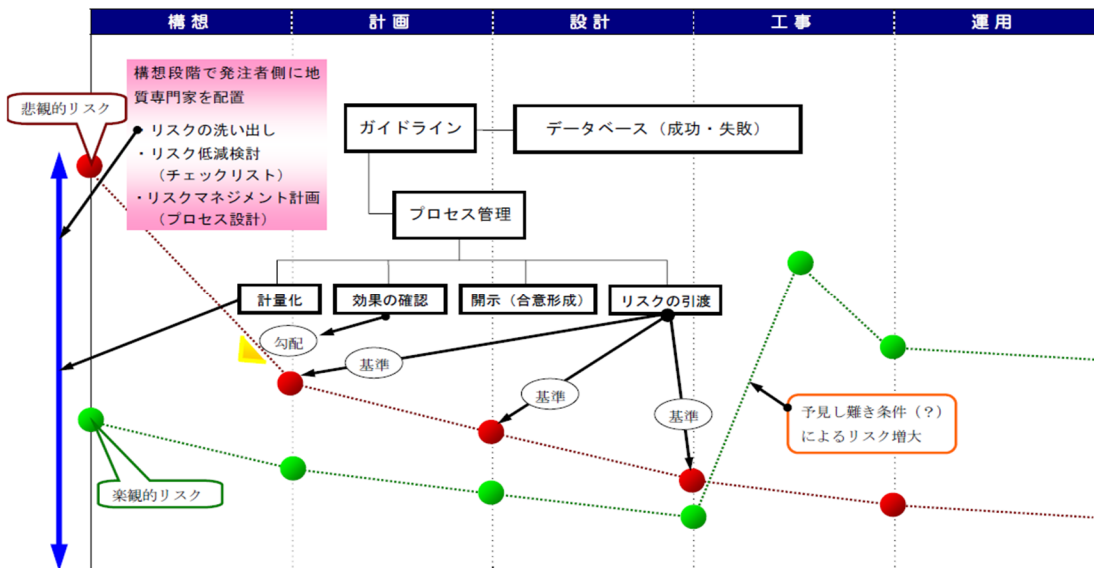 構想
計画
設計
工事
運用
構想段階で発注者側に地
質専門家を配置
・リスクの洗い出し
・リスク低減検討
（チェックリスト）
・リスクマネジメント計画
（プロセス設計）
悲観的リスク
ガイドライン
データベース（成功・失敗）
プロセス管理
計量化
効果の確認
開示（合意形成）
リスクの引渡
勾配
基準
基準
基準
予見し難き条件（？）
によるリスク増大
楽観的リスク